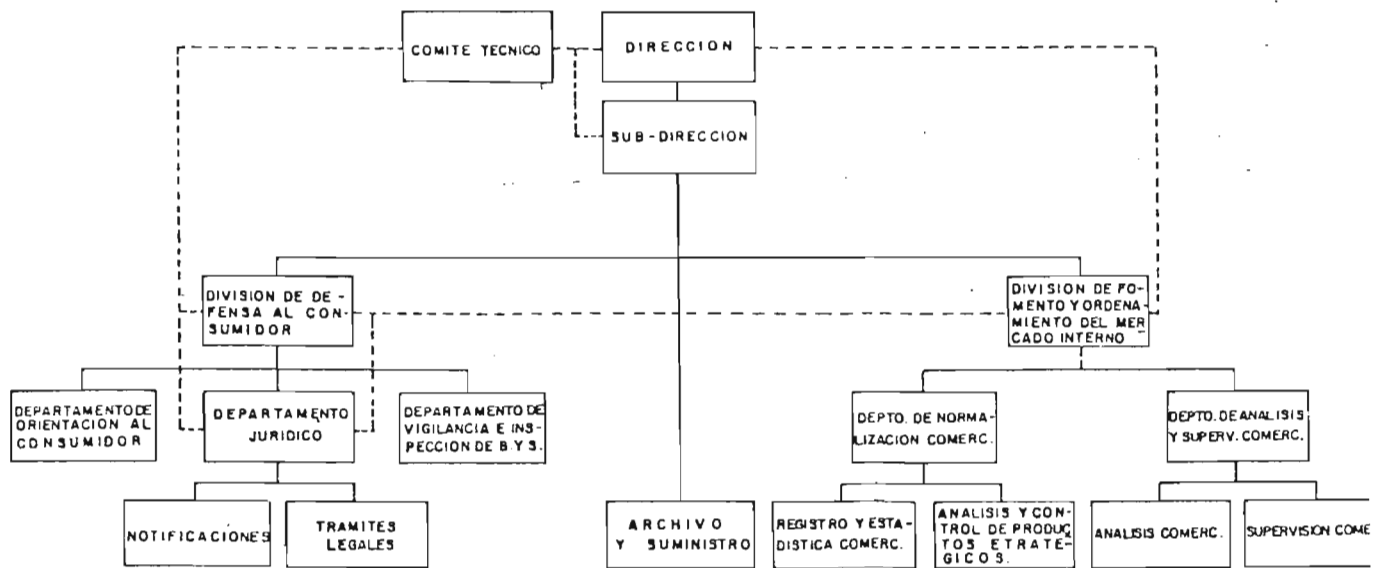 COMITE TECNICO
DIRECCION
SUB-DIRECCION
DIVISION DE DE-
FENSA AL CON-
SUMIDOR
DIVISION DE FO-
MENTO Y ORDENA-
MIENTO DEL MER
CADO INTERNO
DEPARTAMENTO DE
ORIENTACION AL
CONSUMIDOR
DEPARTAMENTO
JURIDICO
DEPARTAMENTO DE
VIGILANCIA E INS-
PECCION DE B.Y S.
DEPTO. DE NORMA-
LIZACION COMERC.
DEPTO. DE ANALISIS
Y SUPERV. COMERC.
NOTIFICACIONES
TRAMITES
LEGALES
ARCHIVO
Y SUMINISTRO
REGISTRO Y ESTA-
DISTICA COMERC.
ANALISIS Y CON-
TROL DE PRODUC-
TOS ETRATE-
GICOS.
ANALISIS COMERC.
SUPERVISION COME